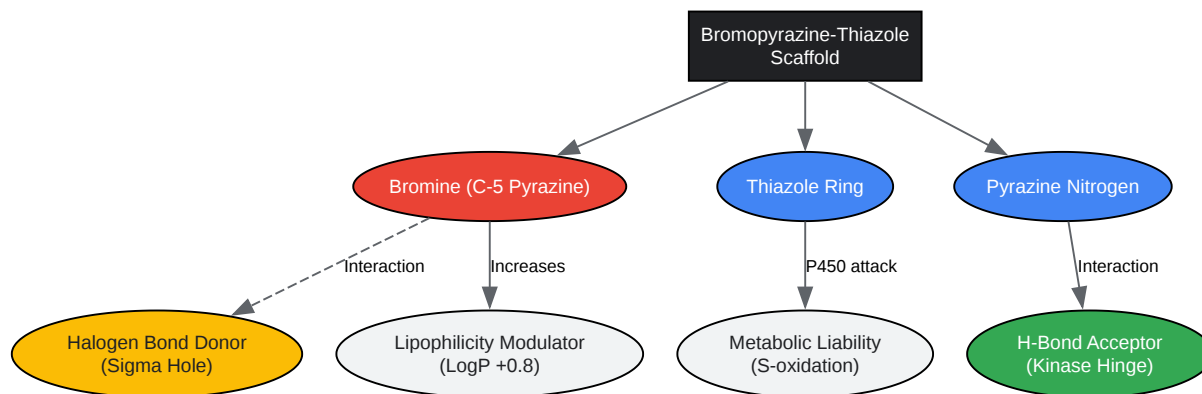 Bromopyrazine-Thiazole
Scaffold
Bromine (C-5 Pyrazine)
Thiazole Ring
Pyrazine Nitrogen
Interaction
Increases
P450 attack
Interaction
Halogen Bond Donor
(Sigma Hole)
Lipophilicity Modulator
(LogP +0.8)
Metabolic Liability
(S-oxidation)
H-Bond Acceptor
(Kinase Hinge)